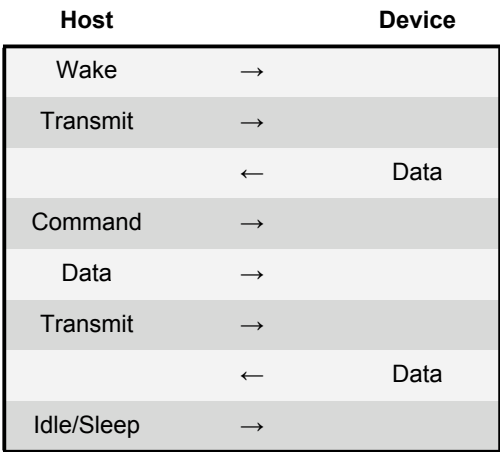 Host Device
Wake →
Transmit →
← Data
Command →
Data →
Transmit →
← Data
Idle/Sleep →